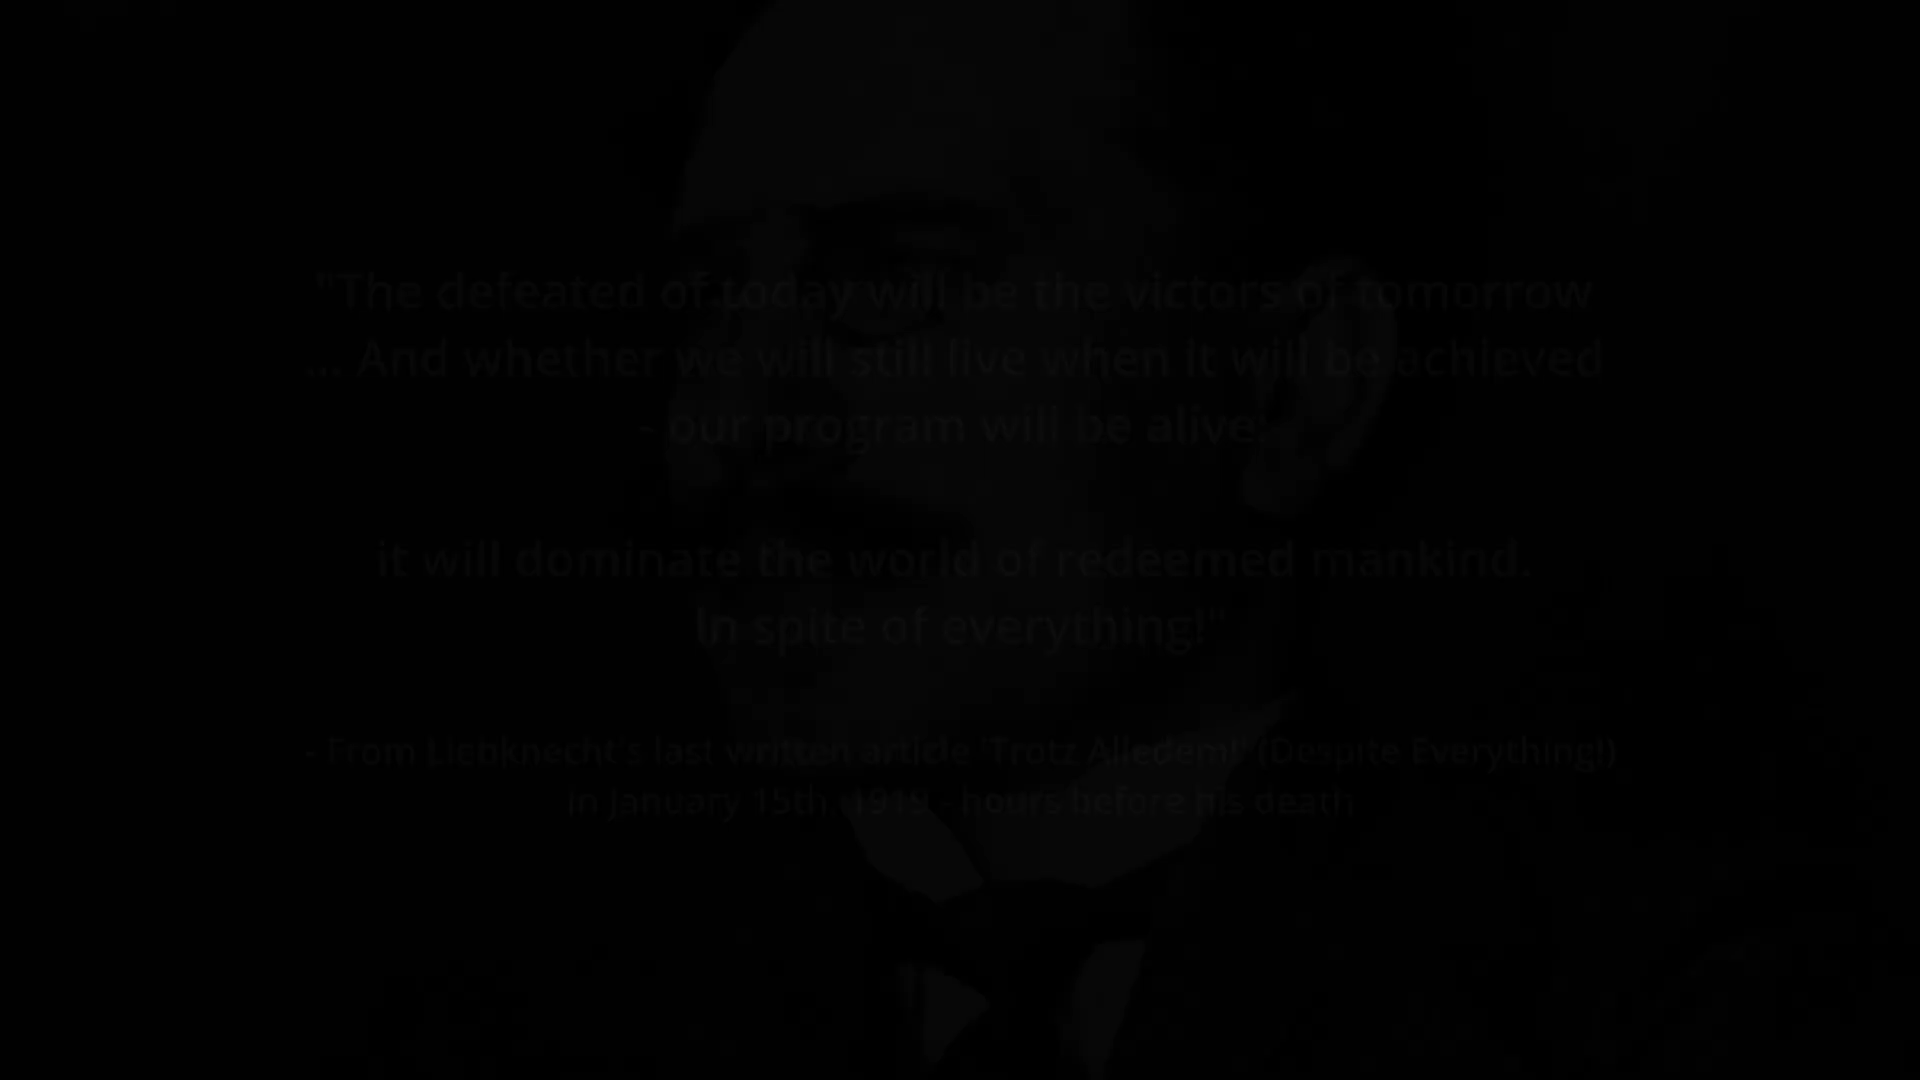 "The defeated of today will be the victors of tomorrow
... And whether we will still live when it will be achieved
- our program will be alive;
it will dominate the world of redeemed mankind.
In spite of everything!"
- From Liebknecht's last written article 'Trotz Alledem!' (Despite Everything!)
in January 15th, 1919 - hours before his death